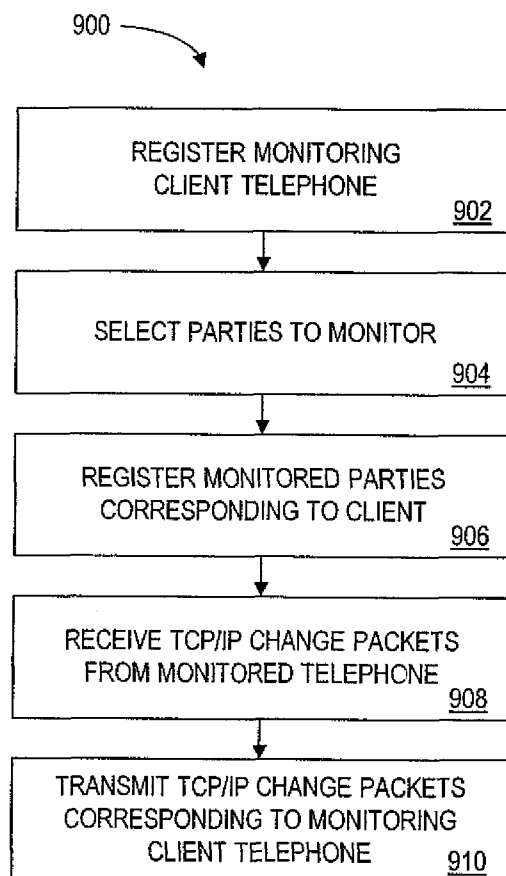 900
REGISTER MONITORING
CLIENT TELEPHONE
902
SELECT PARTIES TO MONITOR
904
REGISTER MONITORED PARTIES
CORRESPONDING TO CLIENT
906
RECEIVE TCP/IP CHANGE PACKETS
FROM MONITORED TELEPHONE
908
TRANSMIT TCP/IP CHANGE PACKETS
CORRESPONDING TO MONITORING
CLIENT TELEPHONE
910